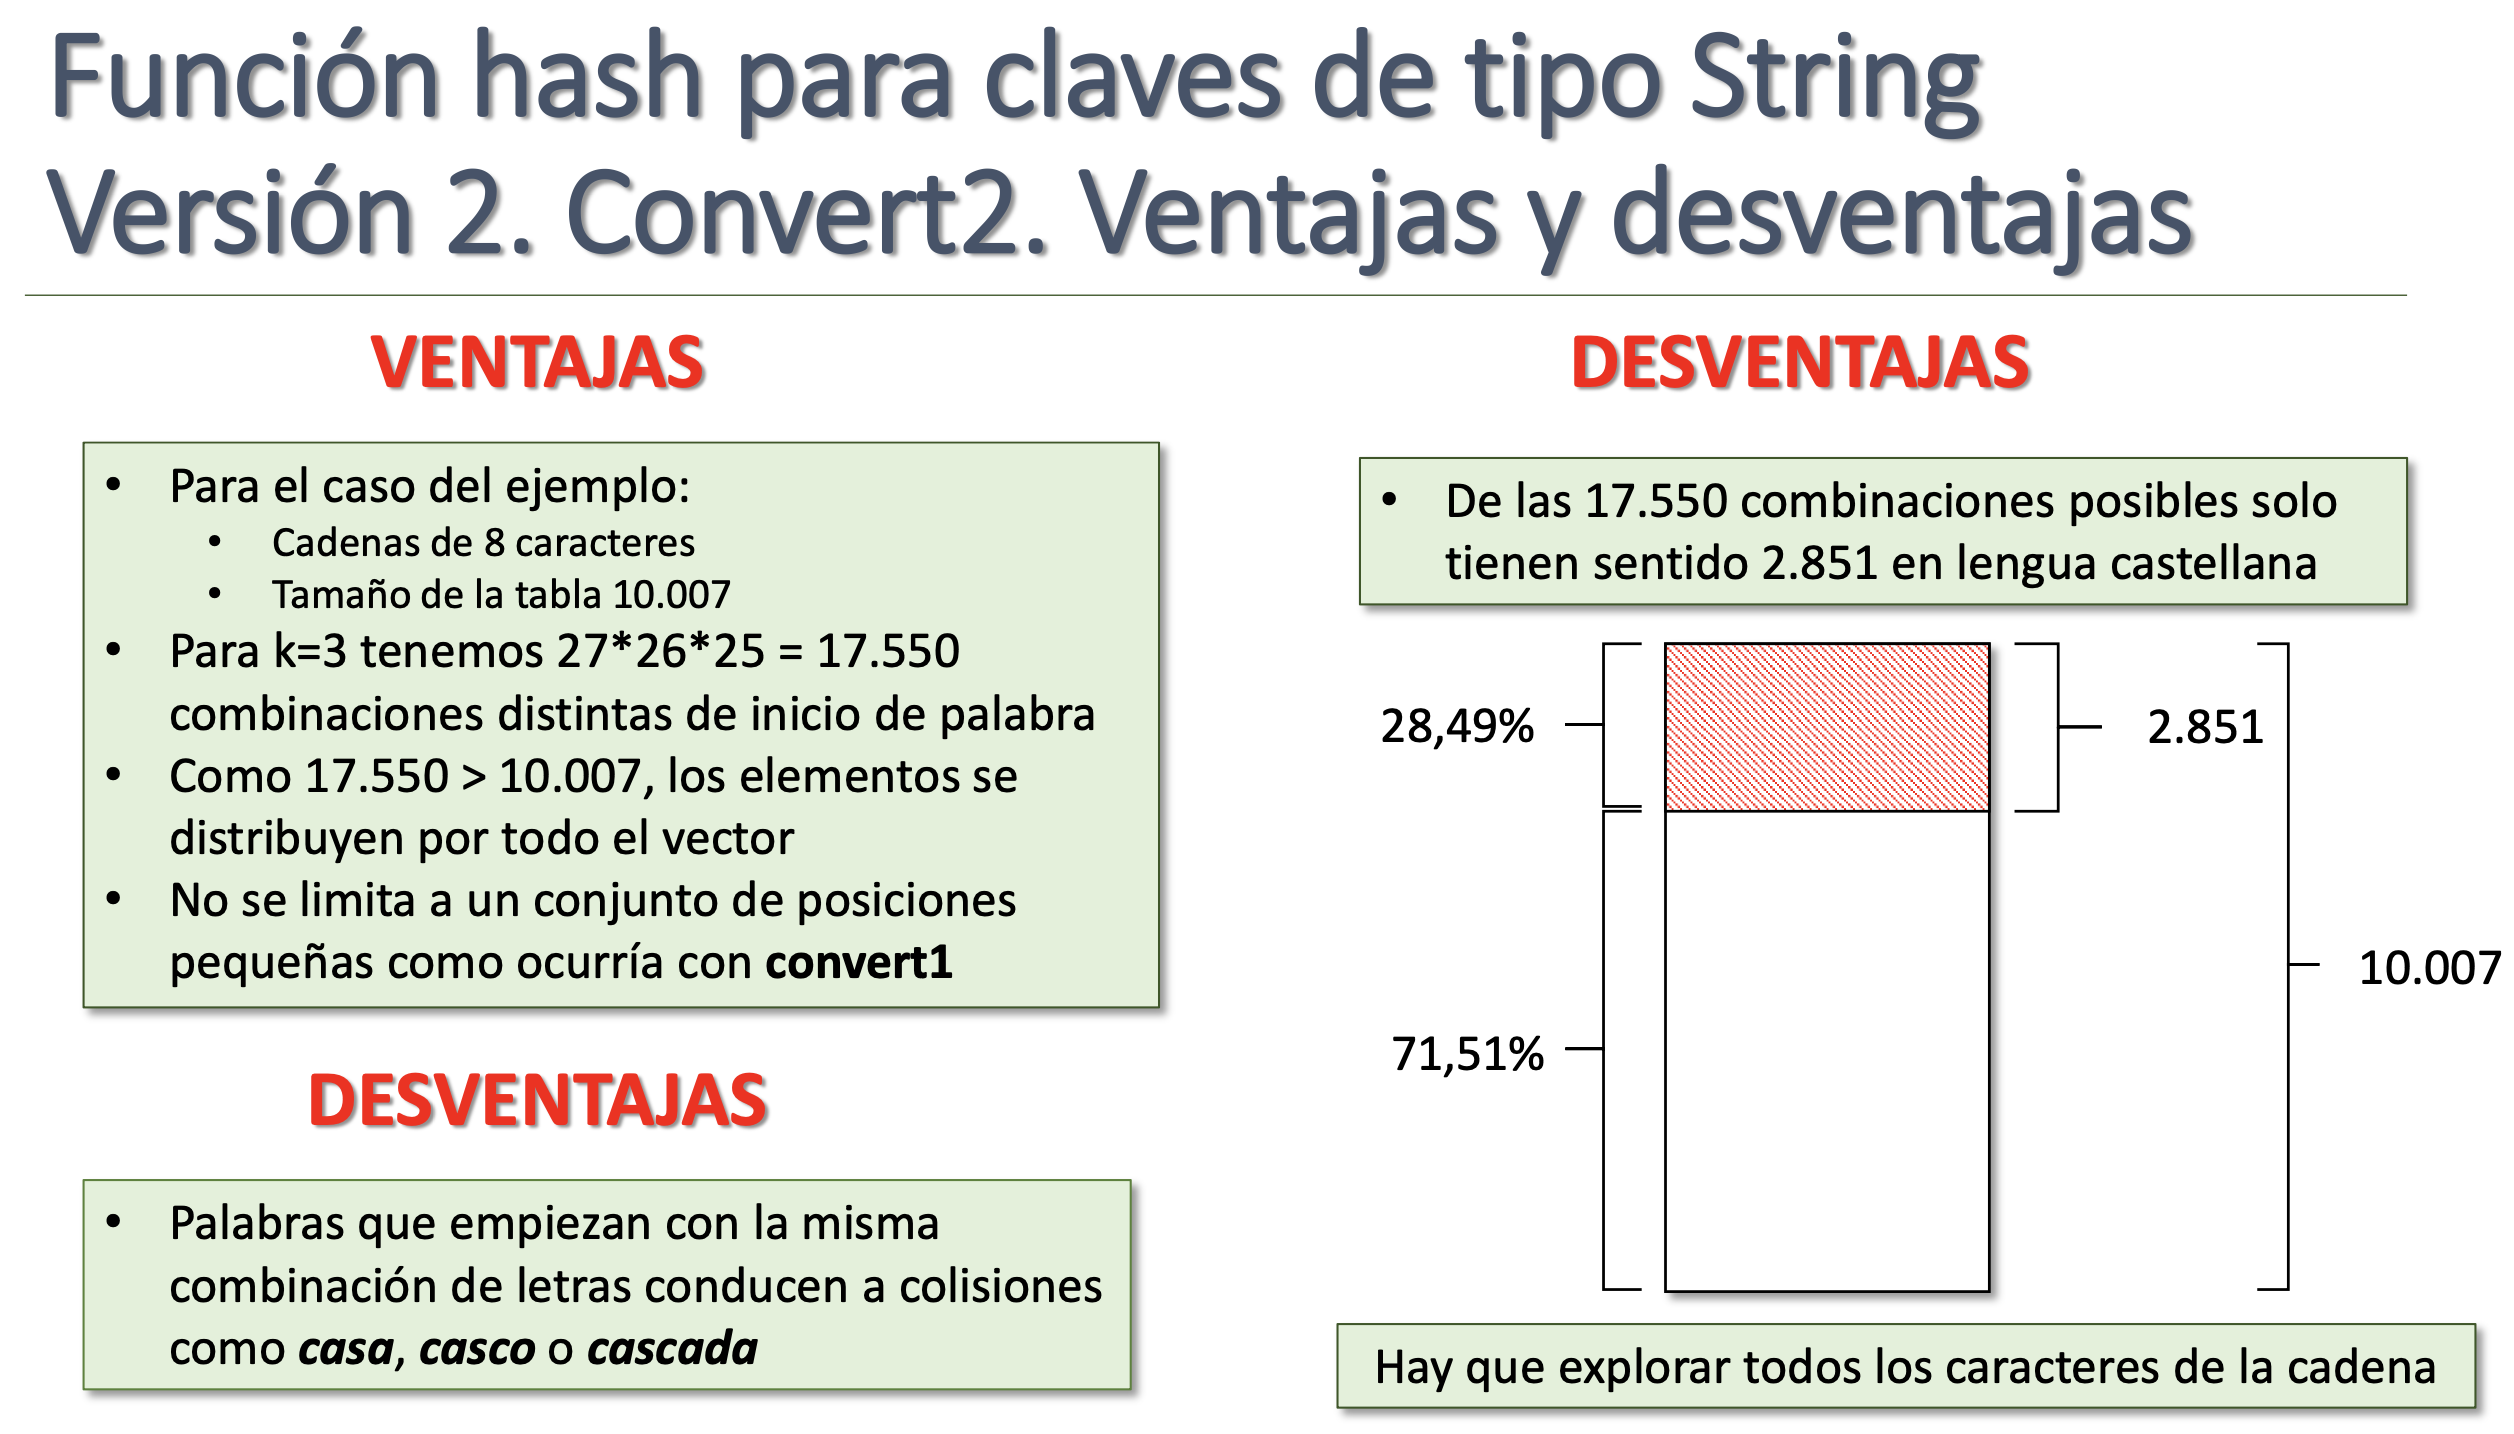 Función hash para claves de tipo String
Versión 2. Convert2. Ventajas y desventajas
VENTAJAS
• Para el caso del ejemplo:
• Cadenas de 8 caracteres
• Tamaño de la tabla 10.007
• Para k=3 tenemos 27*26*25 = 17.550
combinaciones distintas de inicio de palabra
• Como 17.550 > 10.007, los elementos se
distribuyen por todo el vector
• No se limita a un conjunto de posiciones
pequeñas como ocurría con convert1
DESVENTAJAS
• Palabras que empiezan con la misma
combinación de letras conducen a colisiones
como casa, casco o cascada
DESVENTAJAS
• De las 17.550 combinaciones posibles solo
tienen sentido 2.851 en lengua castellana
28,49%
2.851
10.007
71,51%
Hay que explorar todos los caracteres de la cadena